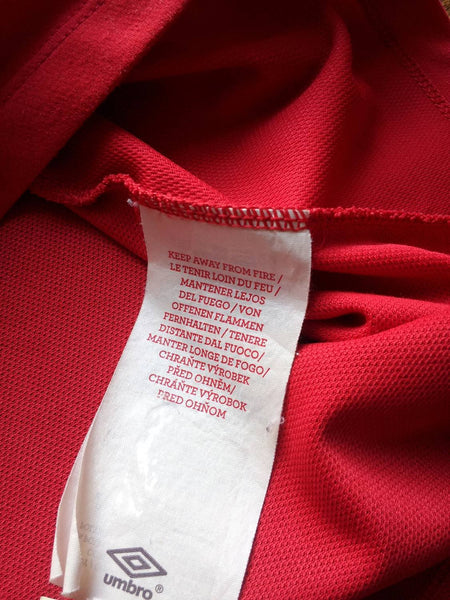 KEEP AWAY FROM FIRE /
LE TENIR LOIN DU FEU /
MANTENER LEJOS
DEL FUEGO / VON
OFFENEN FLAMMEN
FERNHALTEN / TENERE
DISTANTE DAL FUOCO/
MANTER LONGE DE FOGO/
CHRAŇTE VÝROBEK
PŘED OHNĚM/
CHRÁŇTE VÝROBOK
PRED OHŇOM
umbro